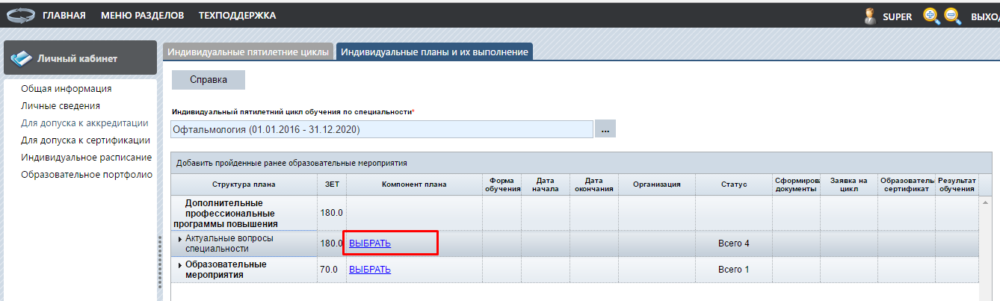 ГЛАВНАЯ МЕНЮ РАЗДЕЛОВ ТЕХПОДДЕРЖКА SUPER ВЫХОД
Личный кабинет
Общая информация
Личные сведения
Для допуска к аккредитации
Для допуска к сертификации
Индивидуальное расписание
Образовательное портфолио
Индивидуальные пятилетние циклы Индивидуальные планы и их выполнение
Справка
Индивидуальный пятилетний цикл обучения по специальности*
Офтальмология (01.01.2016 - 31.12.2020) ...
Добавить пройденные ранее образовательные мероприятия
Структура плана ЗЕТ Компонент плана Форма обучения Дата начала Дата окончания Организация Статус Сформирова документы Заявка на цикл Образователь сертификат Результат обучения
Дополнительные
профессиональные 180.0
программы повышения
Актуальные вопросы
специальности 180.0 ВЫБРАТЬ Всего 4
Образовательные
мероприятия 70.0 ВЫБРАТЬ Всего 1